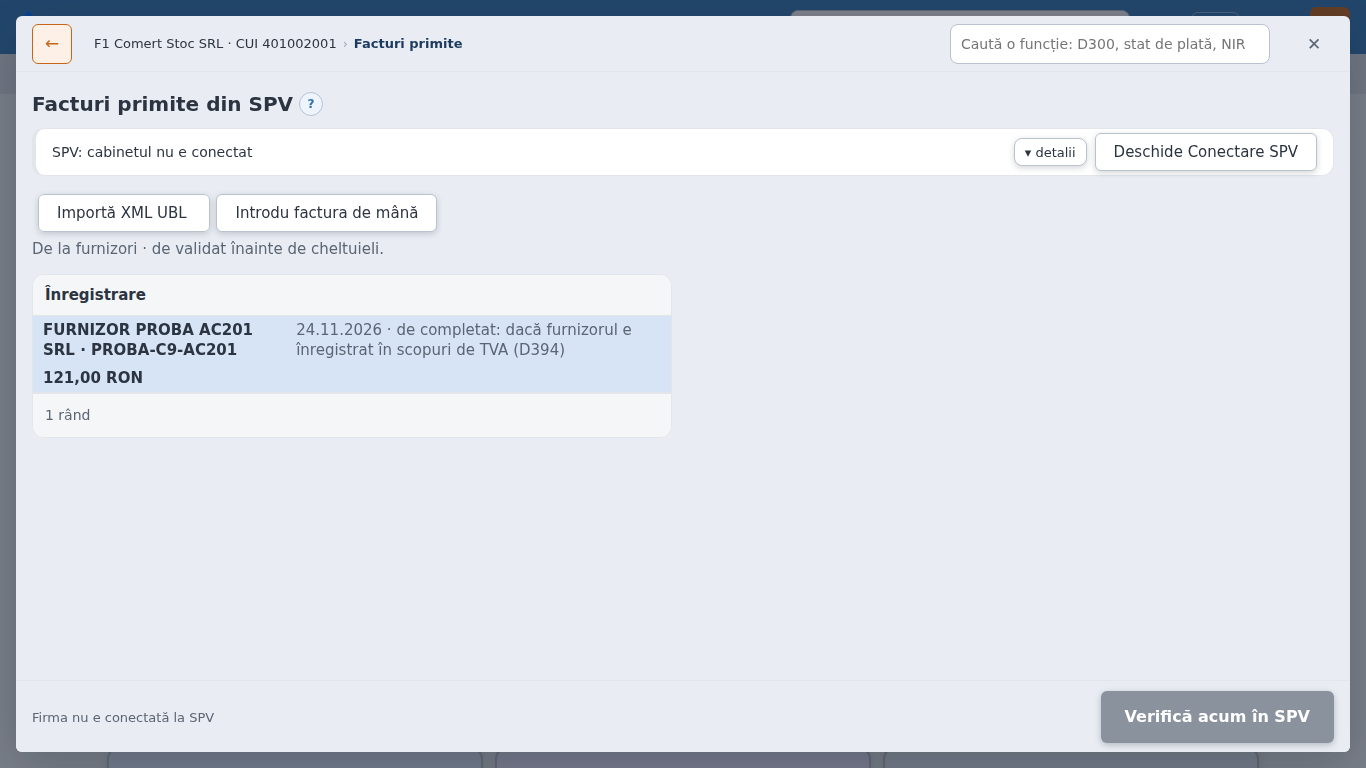 ←
F1 Comert Stoc SRL · CUI 401002001 › Facturi primite
Caută o funcție: D300, stat de plată, NIR
✕
Facturi primite din SPV ?
SPV: cabinetul nu e conectat
▾ detalii
Deschide Conectare SPV
Importă XML UBL
Introdu factura de mână
De la furnizori · de validat înainte de cheltuieli.
Înregistrare
FURNIZOR PROBA AC201
SRL · PROBA-C9-AC201
24.11.2026 · de completat: dacă furnizorul e
înregistrat în scopuri de TVA (D394)
121,00 RON
1 rând
Firma nu e conectată la SPV
Verifică acum în SPV